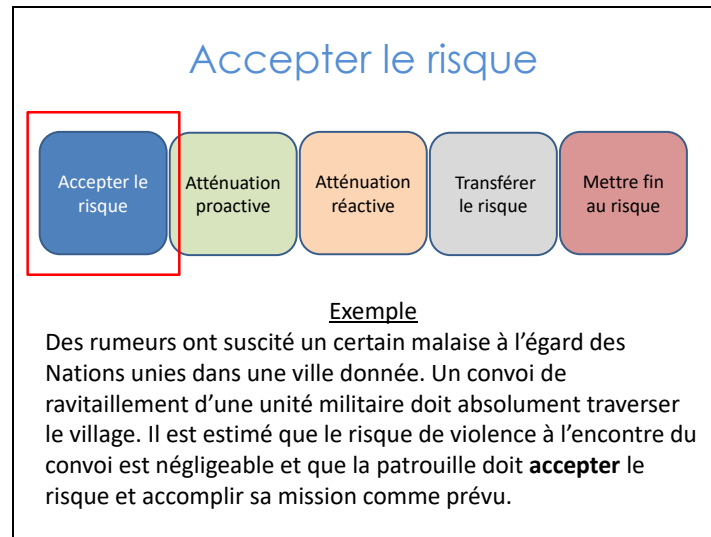 Accepter le risque
Accepter le
risque
Atténuation
proactive
Atténuation
réactive
Transférer
le risque
Mettre fin
au risque
Exemple
Des rumeurs ont suscité un certain malaise à l’égard des
Nations unies dans une ville donnée. Un convoi de
ravitaillement d’une unité militaire doit absolument traverser
le village. Il est estimé que le risque de violence à l’encontre du
convoi est négligeable et que la patrouille doit accepter le
risque et accomplir sa mission comme prévu.